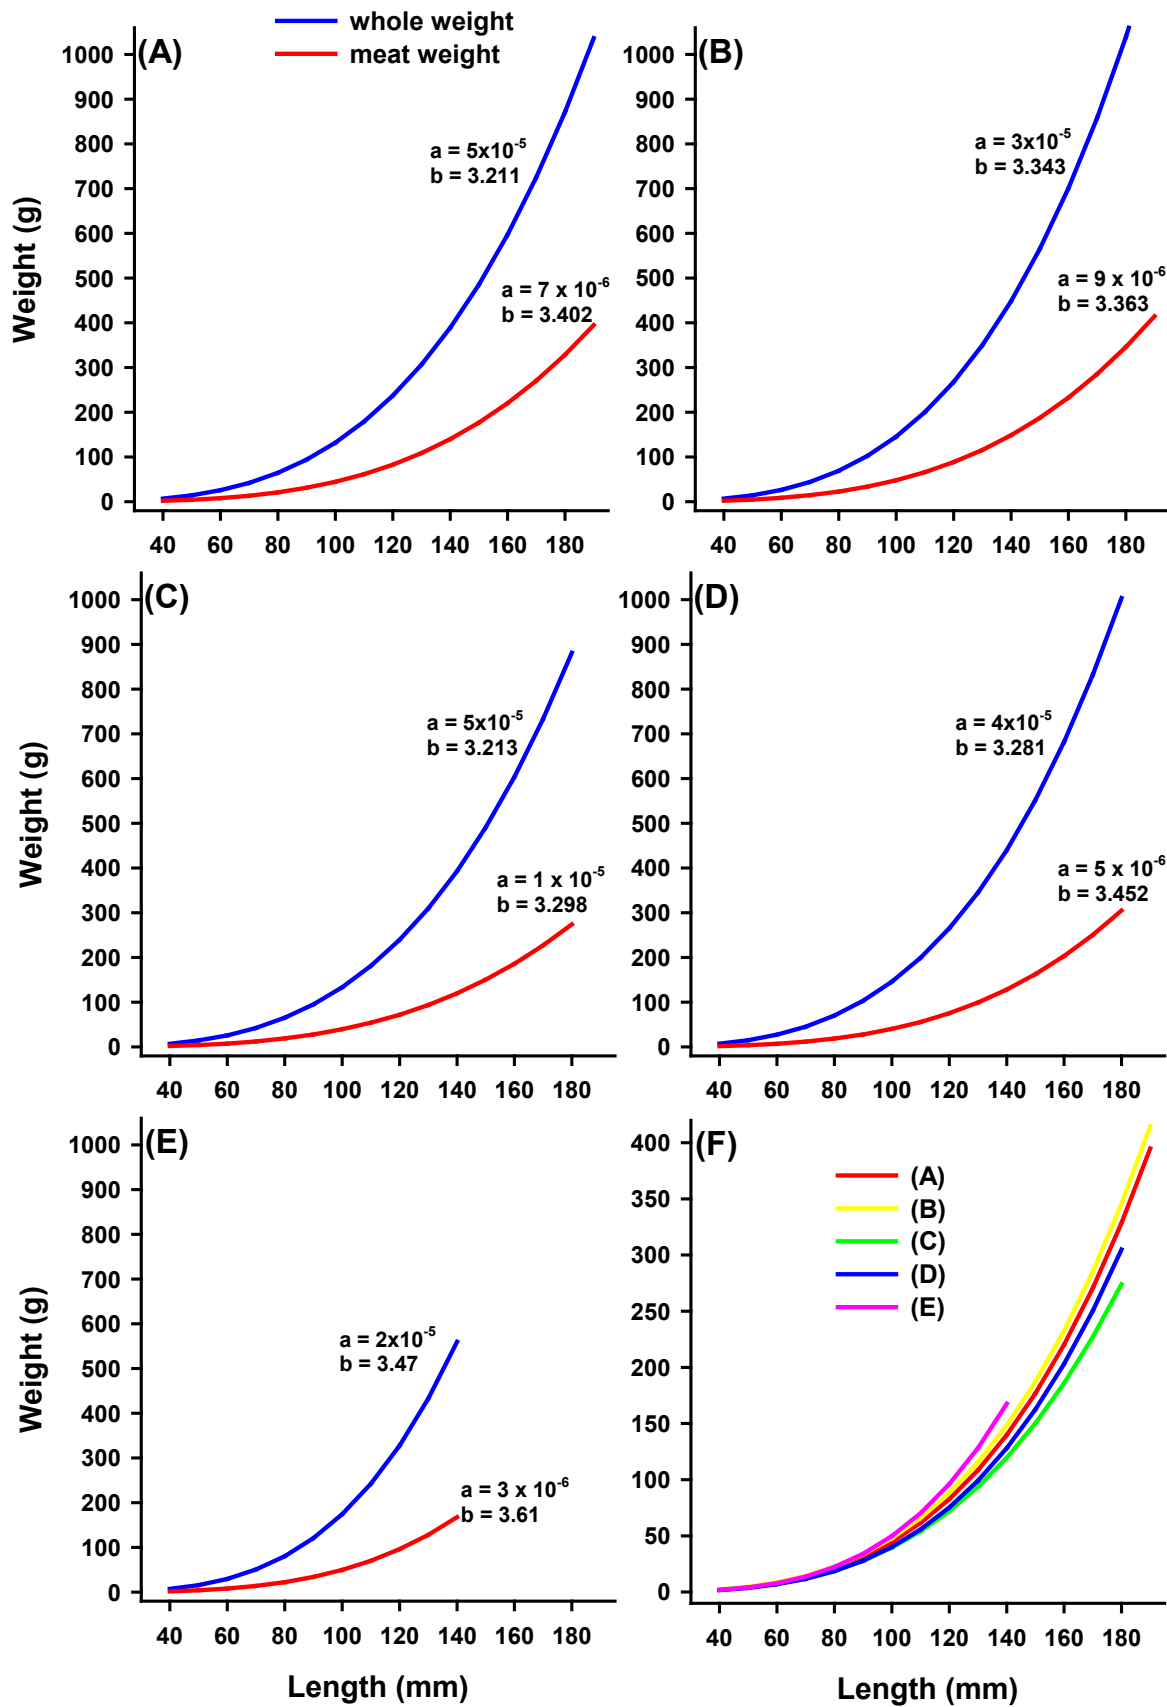 whole weight
meat weight
(A)
1000
900
800
700
600
500
400
300
200
100
0
Weight (g)
a = 5x10-5
b = 3.211
a = 7 x 10-6
b = 3.402
40 60 80 100 120 140 160 180
(B)
1000
900
800
700
600
500
400
300
200
100
0
a = 3x10-5
b = 3.343
a = 9 x 10-6
b = 3.363
40 60 80 100 120 140 160 180
(C)
1000
900
800
700
600
500
400
300
200
100
0
Weight (g)
a = 5x10-5
b = 3.213
a = 1 x 10-5
b = 3.298
40 60 80 100 120 140 160 180
(D)
1000
900
800
700
600
500
400
300
200
100
0
a = 4x10-5
b = 3.281
a = 5 x 10-6
b = 3.452
40 60 80 100 120 140 160 180
(E)
1000
900
800
700
600
500
400
300
200
100
0
Weight (g)
a = 2x10-5
b = 3.47
a = 3 x 10-6
b = 3.61
40 60 80 100 120 140 160 180
Length (mm)
(F)
400
350
300
250
200
150
100
50
0
(A)
(B)
(C)
(D)
(E)
40 60 80 100 120 140 160 180
Length (mm)